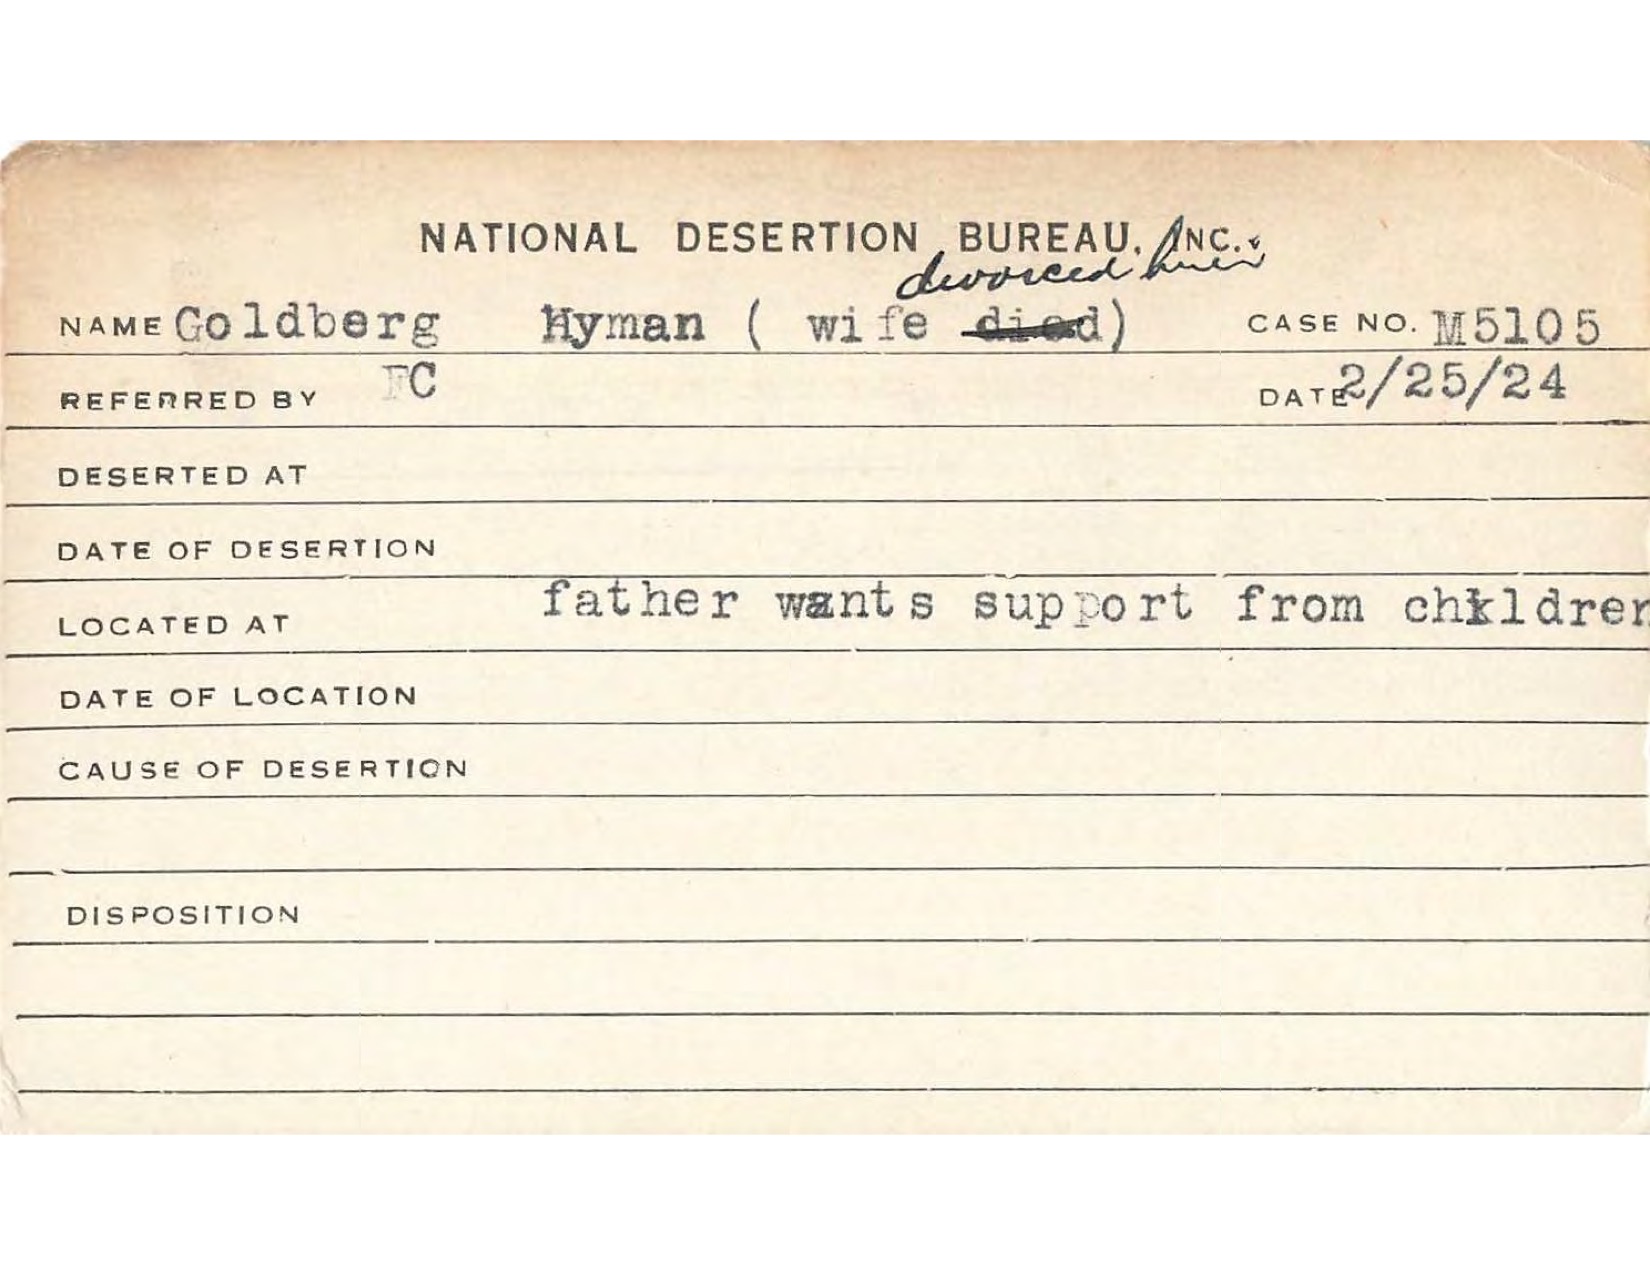 NATIONAL DESERTION BUREAU, INC.
divorced him
NAME Goldberg Hyman ( wife died) CASE NO. M5105
REFERRED BY FC DATE 2/25/24
DESERTED AT
DATE OF DESERTION
LOCATED AT father wants support from children
DATE OF LOCATION
CAUSE OF DESERTION
DISPOSITION